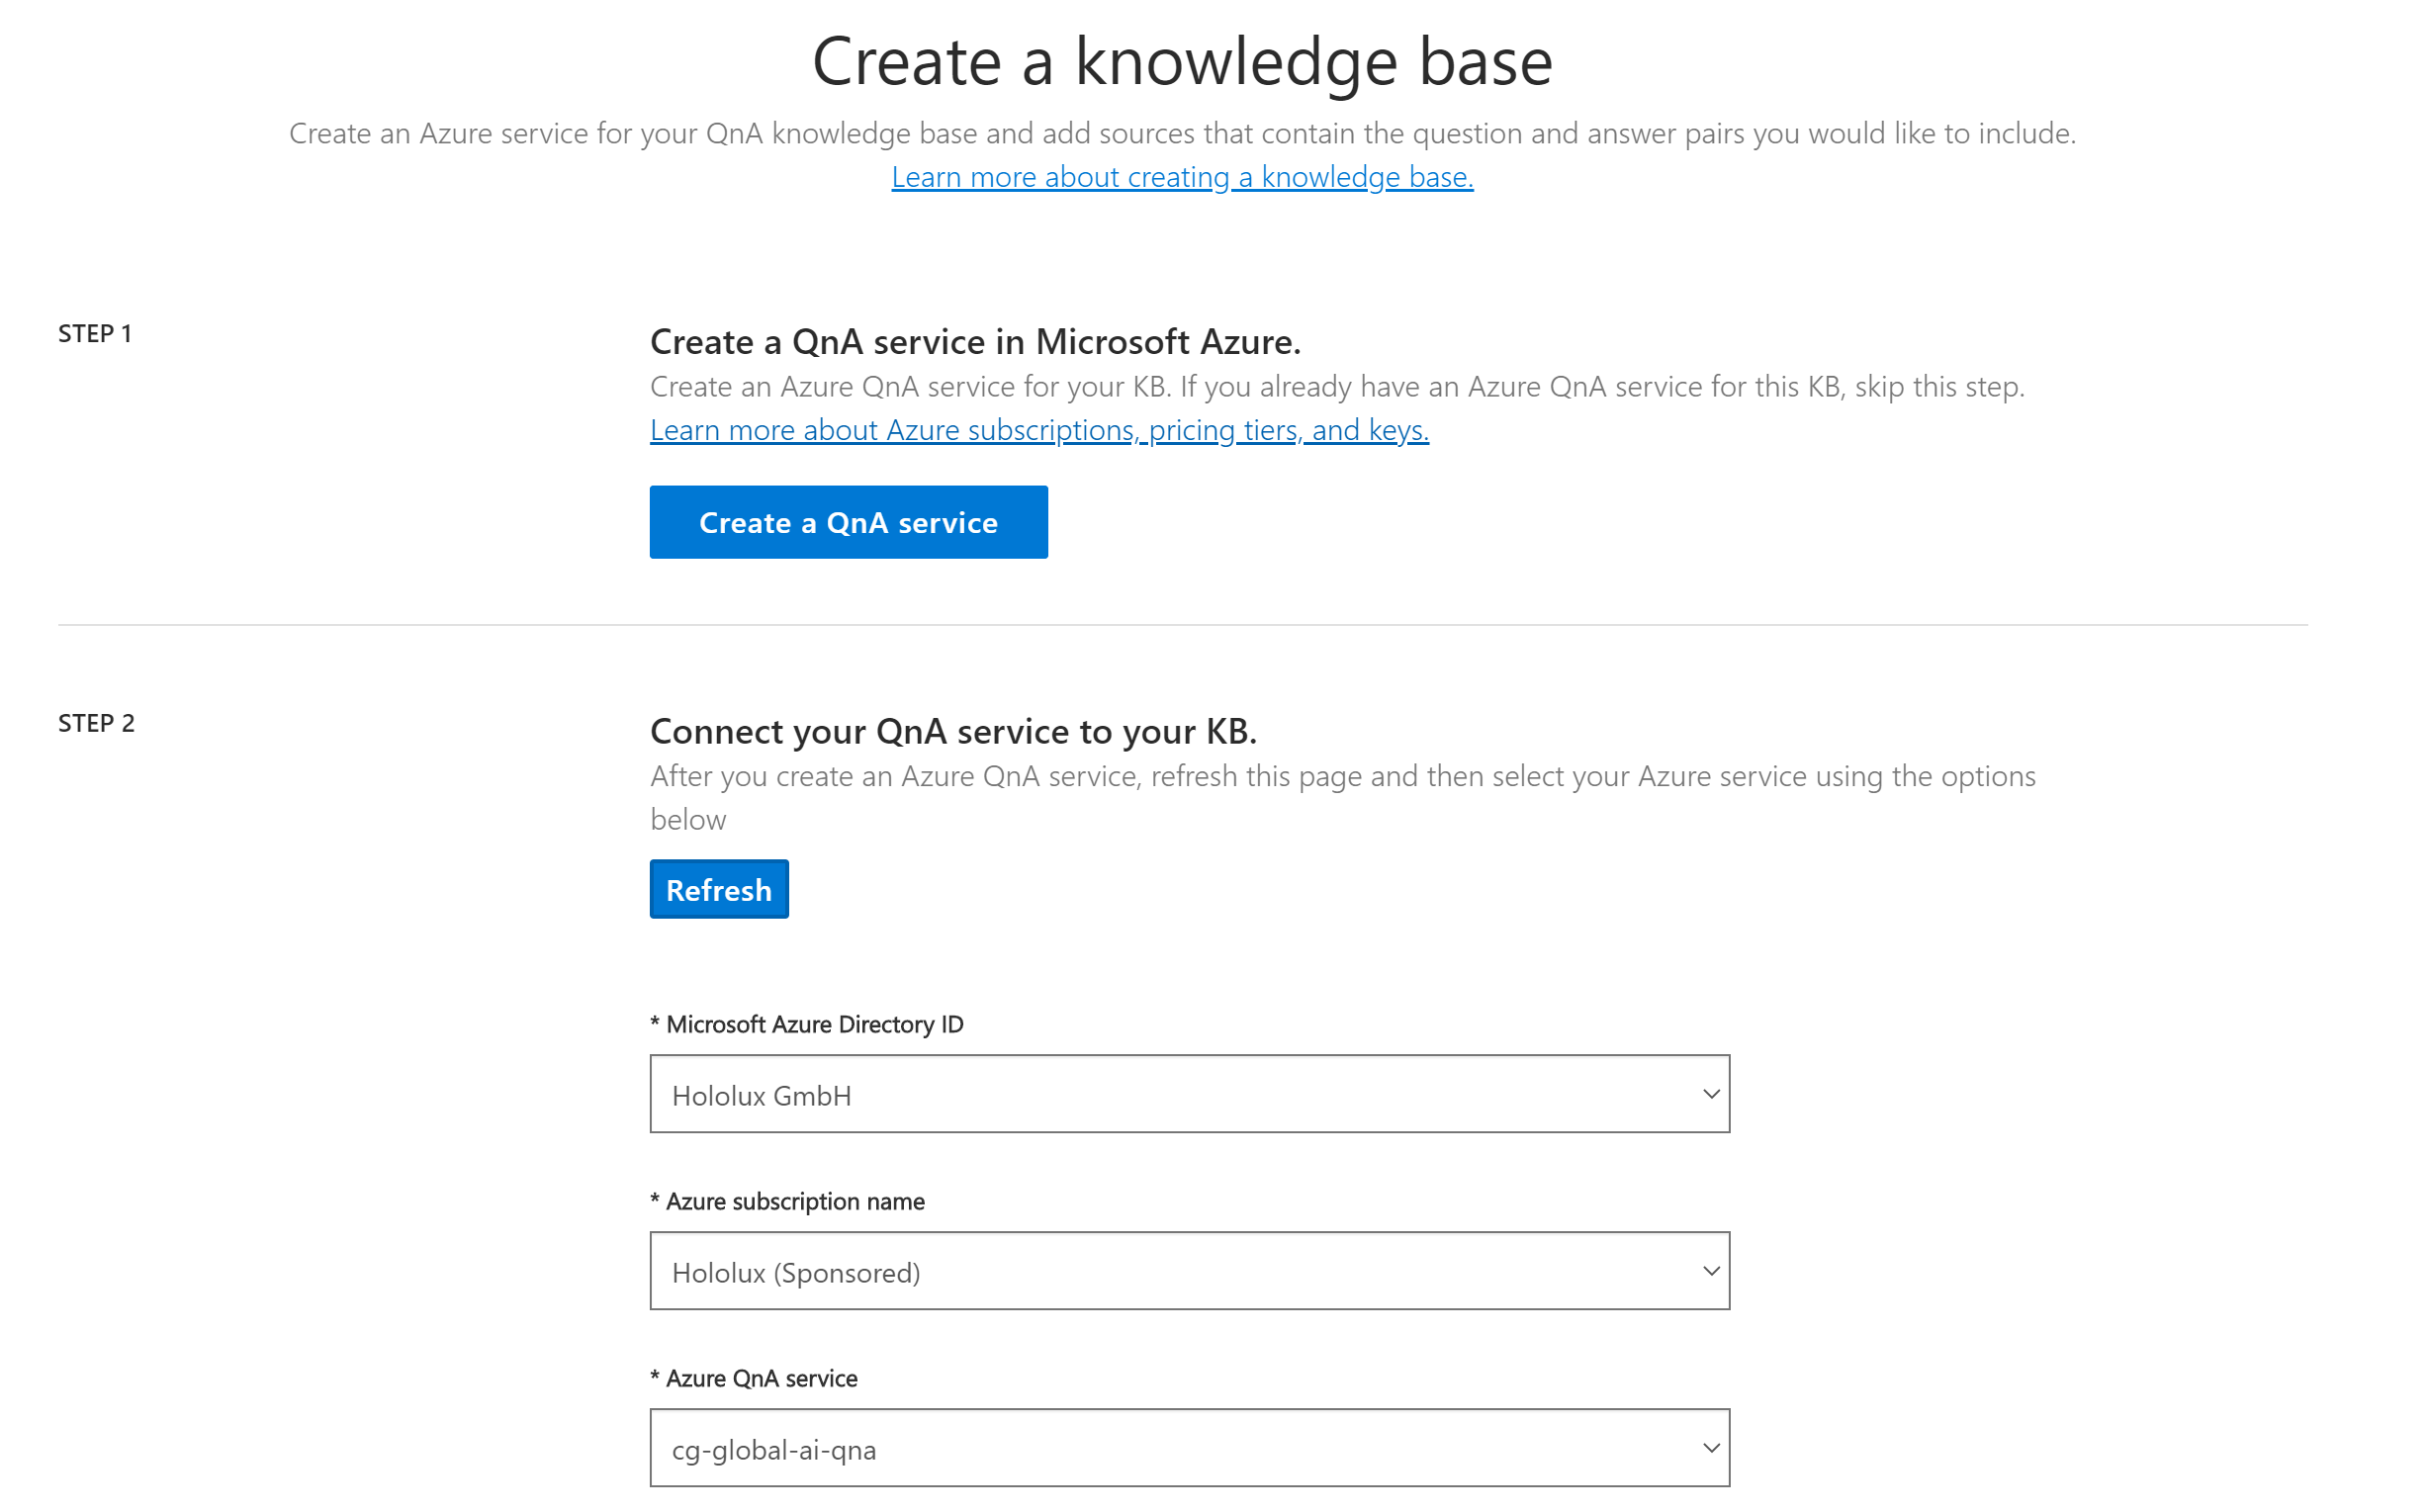 Create a knowledge base
Create an Azure service for your QnA knowledge base and add sources that contain the question and answer pairs you would like to include.
Learn more about creating a knowledge base.
STEP 1
Create a QnA service in Microsoft Azure.
Create an Azure QnA service for your KB. If you already have an Azure QnA service for this KB, skip this step.
Learn more about Azure subscriptions, pricing tiers, and keys.
Create a QnA service
STEP 2
Connect your QnA service to your KB.
After you create an Azure QnA service, refresh this page and then select your Azure service using the options
below
Refresh
* Microsoft Azure Directory ID
Hololux GmbH
* Azure subscription name
Hololux (Sponsored)
* Azure QnA service
cg-global-ai-qna